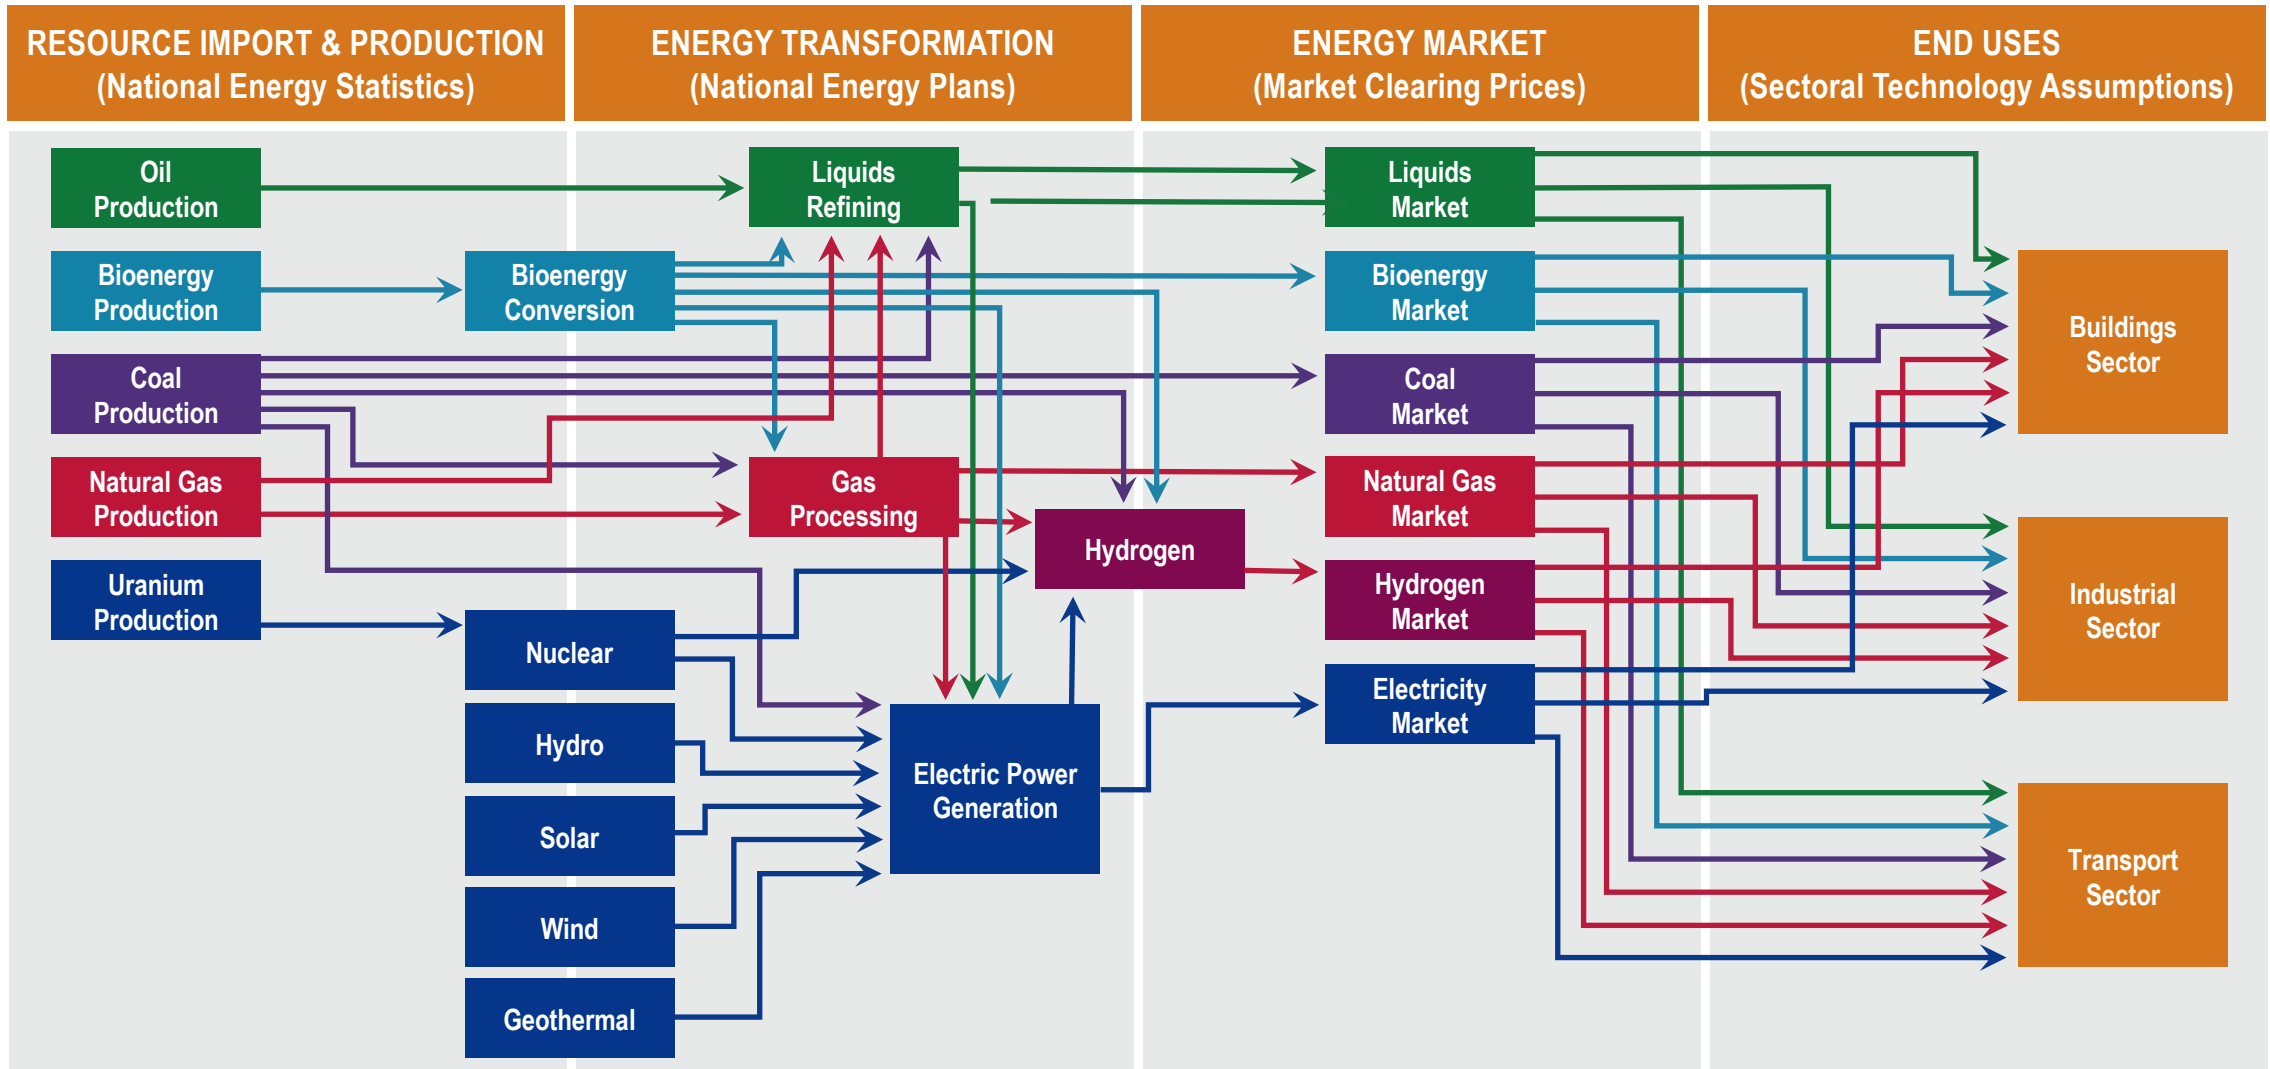 RESOURCE IMPORT & PRODUCTION
(National Energy Statistics)
ENERGY TRANSFORMATION
(National Energy Plans)
ENERGY MARKET
(Market Clearing Prices)
END USES
(Sectoral Technology Assumptions)
Oil
Production
Bioenergy
Production
Coal
Production
Natural Gas
Production
Uranium
Production
Bioenergy
Conversion
Nuclear
Hydro
Solar
Wind
Geothermal
Liquids
Refining
Gas
Processing
Hydrogen
Electric Power
Generation
Liquids
Market
Bioenergy
Market
Coal
Market
Natural Gas
Market
Hydrogen
Market
Electricity
Market
Buildings
Sector
Industrial
Sector
Transport
Sector